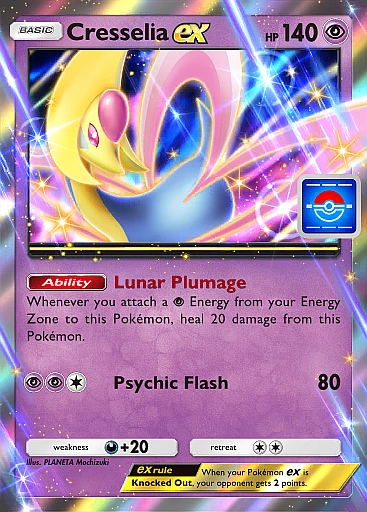 BASIC Cresselia ex HP 140
Ability Lunar Plumage
Whenever you attach a Energy from your Energy
Zone to this Pokémon, heal 20 damage from this
Pokémon.
Psychic Flash 80
weakness +20 retreat
Illus. PLANETA Mochizuki
ex rule When your Pokémon ex is
Knocked Out, your opponent gets 2 points.